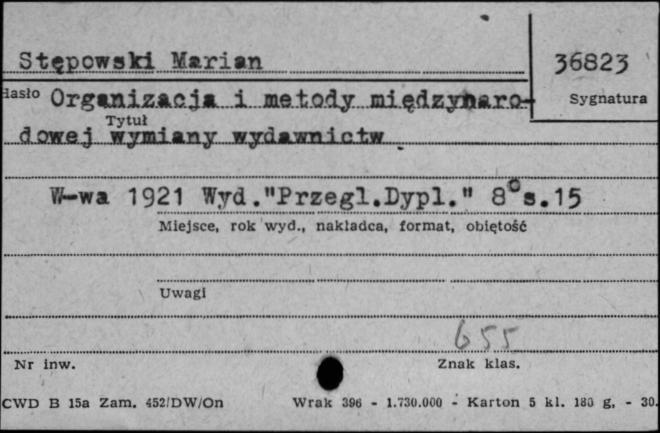 Stępowski Marian
36823
Hasło Organizacja i metody międzynaro-
Sygnatura
Tytuł
dowej wymiany wydawnictw
W-wa 1921 Wyd."Przegl.Dypl." 8° s.15
Miejsce, rok wyd., nakładca, format, objętość
Uwagi
655
Nr inw.
Znak klas.
CWD B 15a Zam. 452/DW/On Wrak 396 - 1.730.000 - Karton 5 kl. 180 g. - 30.